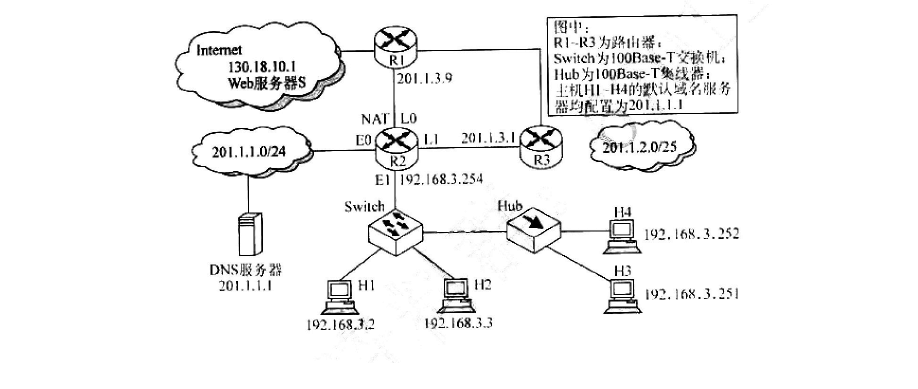 Internet
130.18.10.1
Web服务器S
R1
201.1.3.9
图中:
R1~R3为路由器;
Switch为100Base-T交换机;
Hub为100Base-T集线器;
主机H1~H4的默认域名服务
器均配置为201.1.1.1
NAT L0
E0
L1
201.1.3.1
R2
R3
201.1.1.0/24
201.1.2.0/25
E1 192.168.3.254
Switch
Hub
H4
192.168.3.252
DNS服务器
201.1.1.1
H1
H2
H3
192.168.3.251
192.168.3.2
192.168.3.3